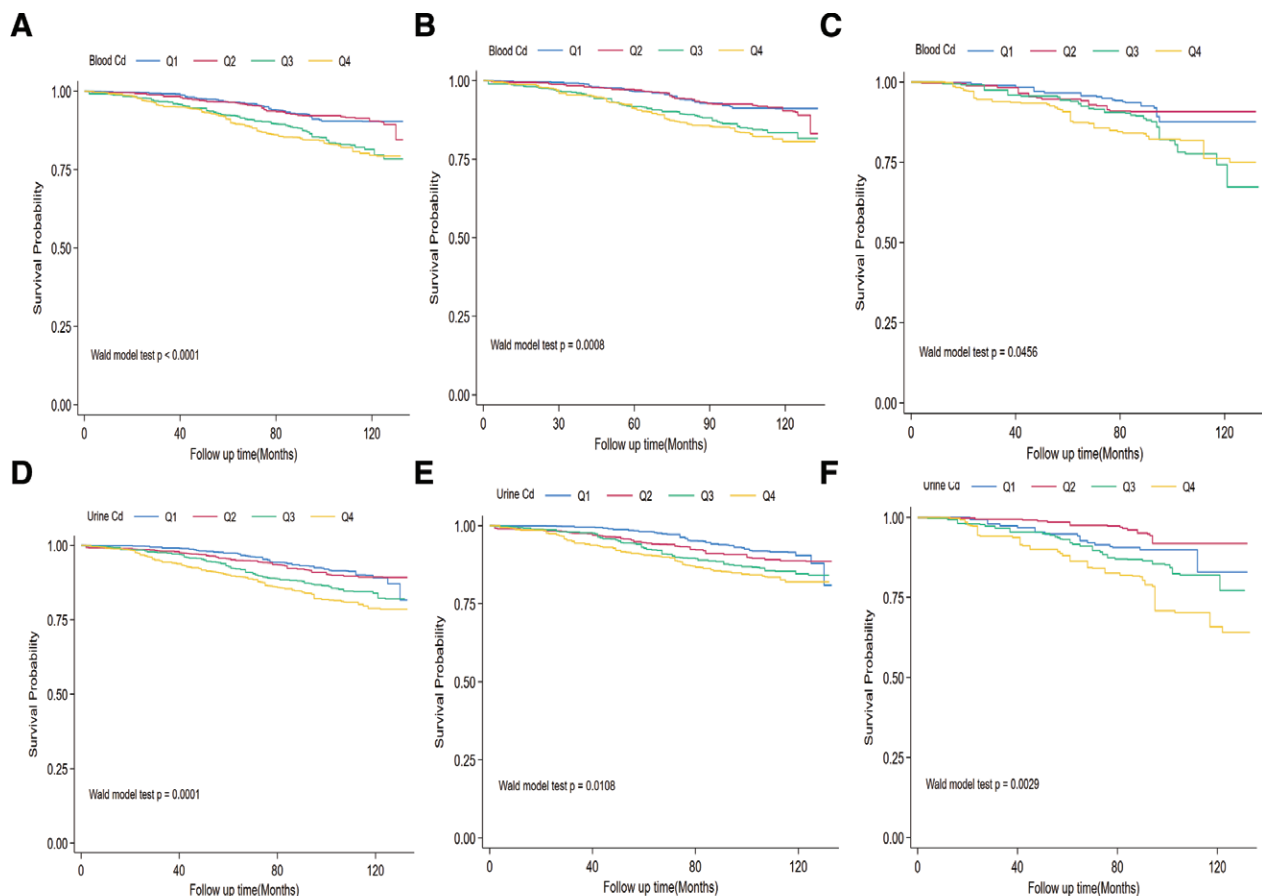 A
Blood Cd Q1 Q2 Q3 Q4
1.00
0.75
0.50
0.25
0.00
Survival Probability
Wald model test p < 0.0001
0 40 80 120
Follow up time(Months)
B
Blood Cd Q1 Q2 Q3 Q4
1.00
0.75
0.50
0.25
0.00
Survival Probability
Wald model test p = 0.0008
0 30 60 90 120
Follow up time(Months)
C
Blood Cd Q1 Q2 Q3 Q4
1.00
0.75
0.50
0.25
0.00
Survival Probability
Wald model test p = 0.0456
0 40 80 120
Follow up time(Months)
D
Urine Cd Q1 Q2 Q3 Q4
1.00
0.75
0.50
0.25
0.00
Survival Probability
Wald model test p = 0.0001
0 40 80 120
Follow up time(Months)
E
Urine Cd Q1 Q2 Q3 Q4
1.00
0.75
0.50
0.25
0.00
Survival Probability
Wald model test p = 0.0108
0 40 80 120
Follow up time(Months)
F
Urine Cd Q1 Q2 Q3 Q4
1.00
0.75
0.50
0.25
0.00
Survival Probability
Wald model test p = 0.0029
0 40 80 120
Follow up time(Months)